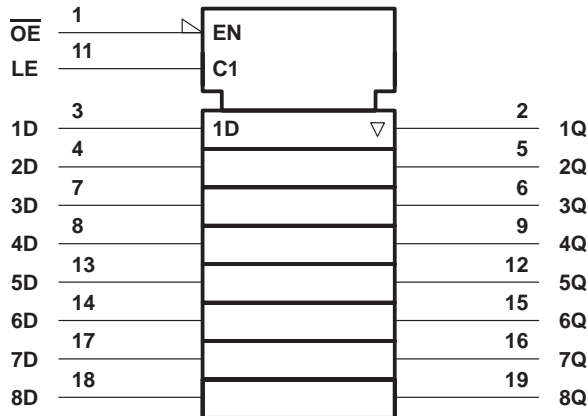 OE 1 EN
LE 11 C1
1D 3 1D ▽ 2 1Q
2D 4 5 2Q
3D 7 6 3Q
4D 8 9 4Q
5D 13 12 5Q
6D 14 15 6Q
7D 17 16 7Q
8D 18 19 8Q